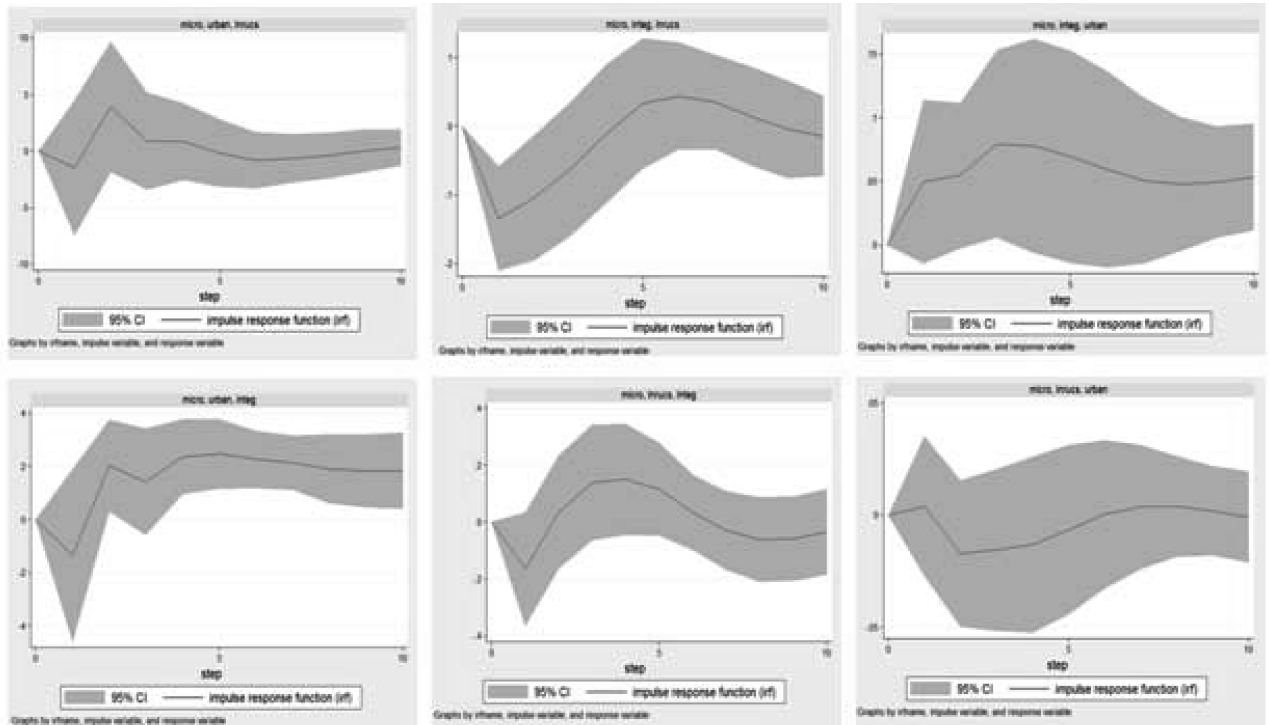 micro, urban, lnrucs
10
5
0
-5
-10
0
5
10
step
95% CI
impulse response function (irf)
Graphs by irfname, impulse variable, and response variable
micro, integ, lnrucs
0
0
5
10
step
95% CI
impulse response function (irf)
Graphs by irfname, impulse variable, and response variable
micro, integ, urban
0
0
5
10
step
95% CI
impulse response function (irf)
Graphs by irfname, impulse variable, and response variable
micro, urban, integ
4
2
0
-2
-4
0
5
10
step
95% CI
impulse response function (irf)
Graphs by irfname, impulse variable, and response variable
micro, lnrucs, integ
4
2
0
-2
-4
0
5
10
step
95% CI
impulse response function (irf)
Graphs by irfname, impulse variable, and response variable
micro, lnrucs, urban
0
0
5
10
step
95% CI
impulse response function (irf)
Graphs by irfname, impulse variable, and response variable